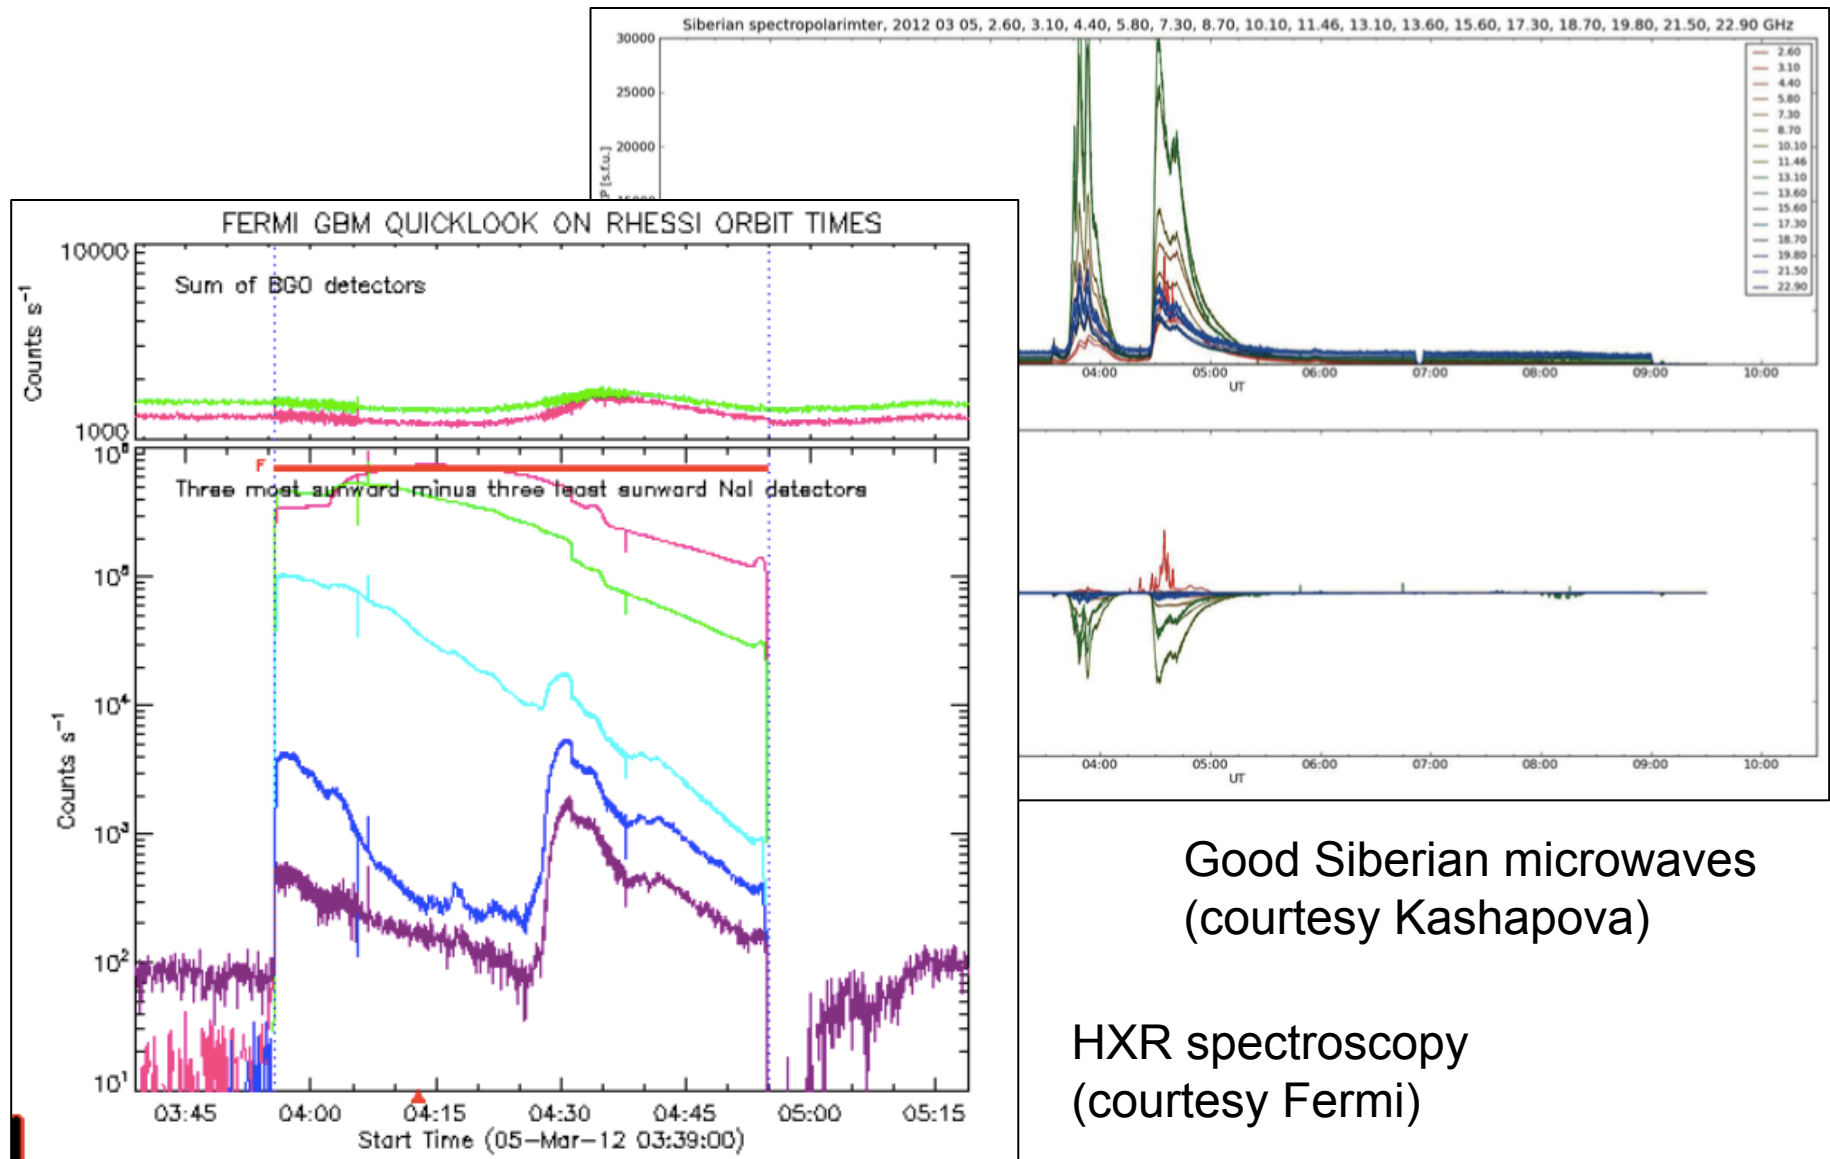 Siberian spectropolarimter, 2012 03 05, 2.60, 3.10, 4.40, 5.80, 7.30, 8.70, 10.10, 11.46, 13.10, 13.60, 15.60, 17.30, 18.70, 19.80, 21.50, 22.90 GHz
30000
25000
20000
[s.f.u.]
2.60
3.10
4.40
5.80
7.30
8.70
10.10
11.46
13.10
13.60
15.60
17.30
18.70
19.80
21.50
22.90
04:00 05:00 06:00 07:00 08:00 09:00 10:00
UT
04:00 05:00 06:00 07:00 08:00 09:00 10:00
UT
FERMI GBM QUICKLOOK ON RHESSI ORBIT TIMES
10000
Sum of BGO detectors
Counts s⁻¹
1000
F
Three most sunward minus three least sunward NaI detectors
10⁵
10⁴
Counts s⁻¹
10³
10²
10¹
03:45 04:00 04:15 04:30 04:45 05:00 05:15
Start Time (05-Mar-12 03:39:00)
Good Siberian microwaves
(courtesy Kashapova)
HXR spectroscopy
(courtesy Fermi)